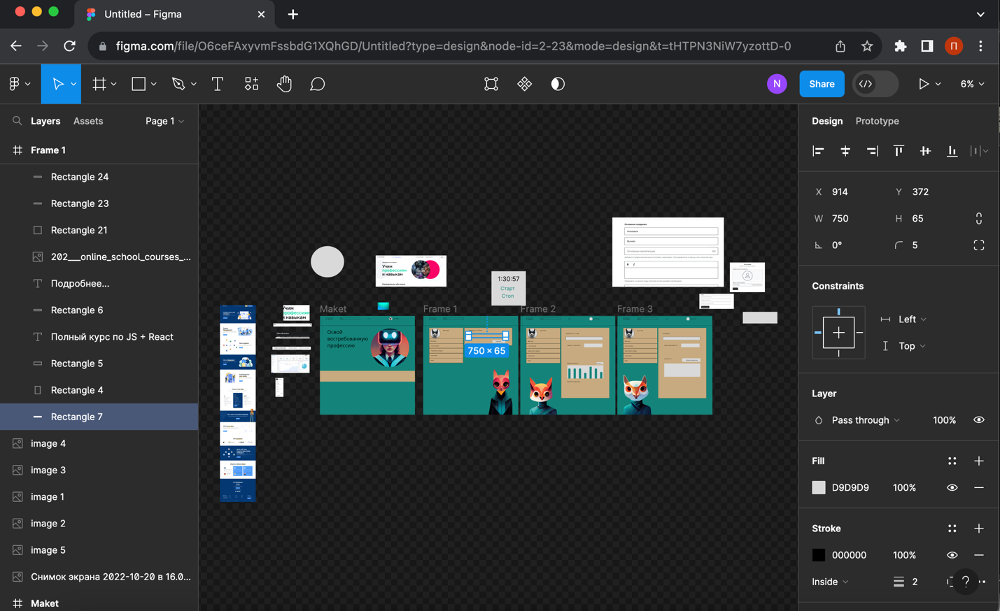 Untitled – Figma
figma.com/file/O6ceFAxyvmFssbdG1XQhGD/Untitled?type=design&node-id=2-23&mode=design&t=tHTPN3NiW7yzottD-0
П
N
Share
6%
Layers
Assets
Page 1
Design
Prototype
Frame 1
Rectangle 24
Rectangle 23
Rectangle 21
202___online_school_courses_...
Подробнее...
Rectangle 6
Полный курс по JS + React
Rectangle 5
Rectangle 4
Rectangle 7
image 4
image 3
image 1
image 2
image 5
Снимок экрана 2022-10-20 в 16.0...
Maket
Учим
профессиям
и навыкам
1:30:57
Старт
Стоп
Основные сведения
Учим
профессиям
и навыкам
Maket
Frame 1
Frame 2
Frame 3
Освой
востребованную
профессию
750 × 65
X 914
Y 372
W 750
H 65
0°
5
Constraints
Left
Top
Layer
Pass through
100%
Fill
D9D9D9
100%
Stroke
000000
100%
Inside
2
?